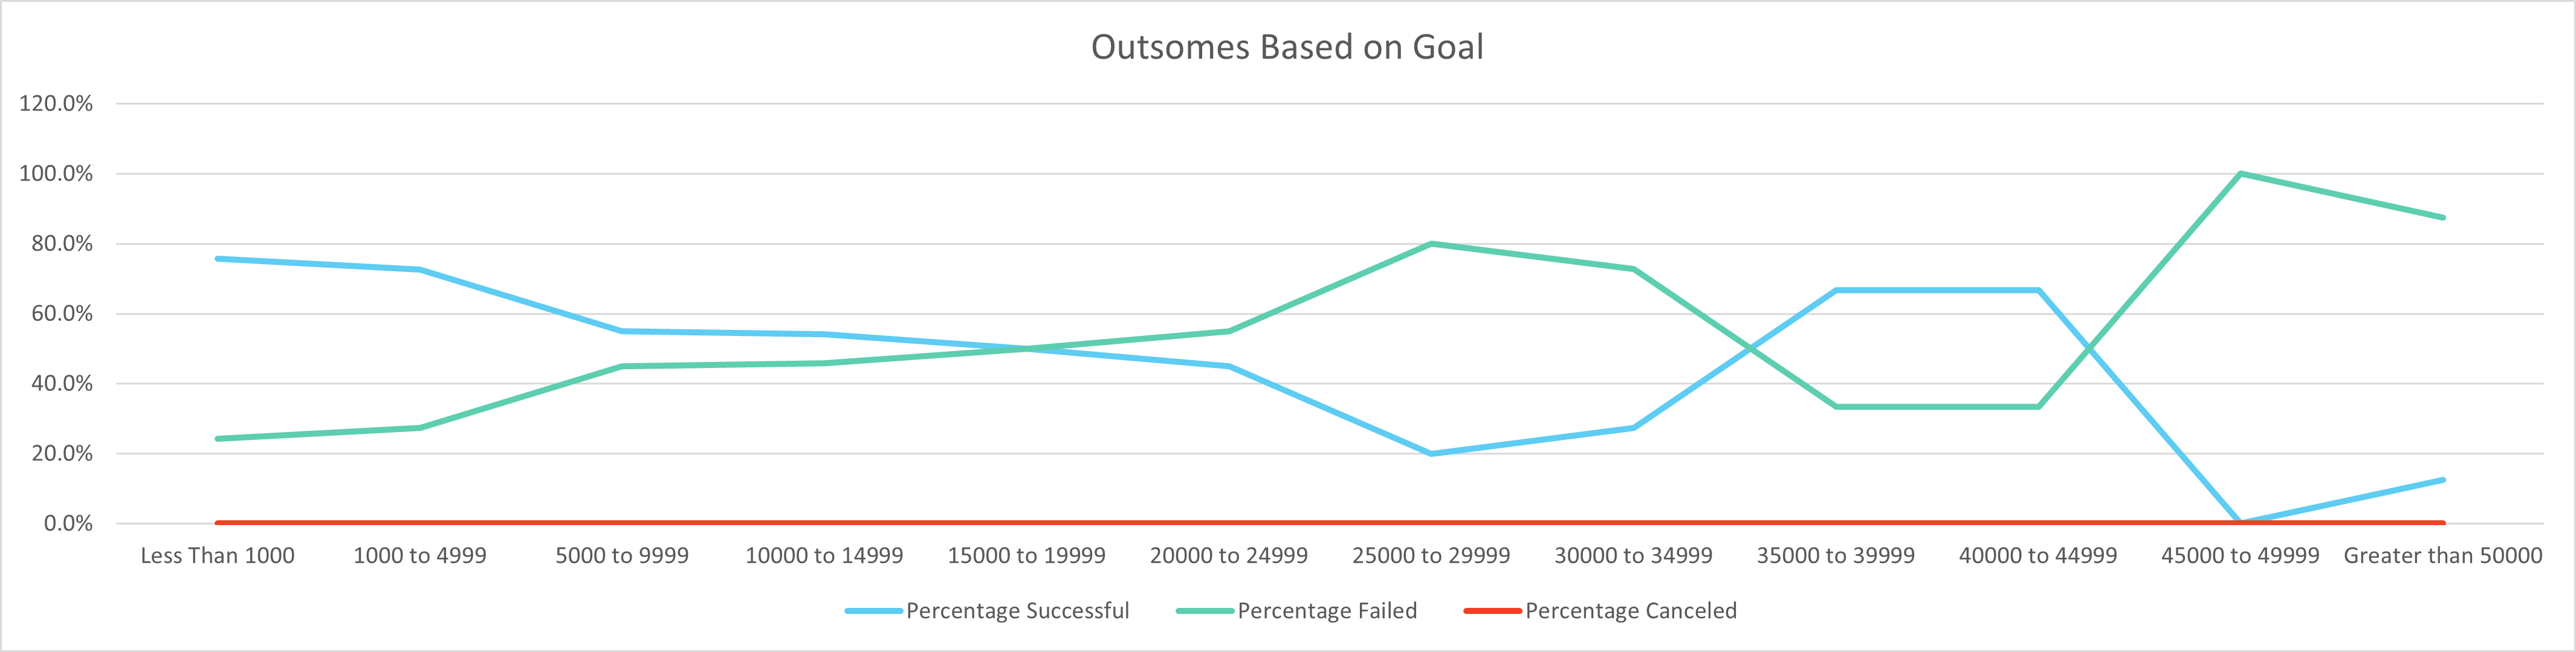 Outsomes Based on Goal
120.0%
100.0%
80.0%
60.0%
40.0%
20.0%
0.0%
Less Than 1000 1000 to 4999 5000 to 9999 10000 to 14999 15000 to 19999 20000 to 24999 25000 to 29999 30000 to 34999 35000 to 39999 40000 to 44999 45000 to 49999 Greater than 50000
Percentage Successful Percentage Failed Percentage Canceled